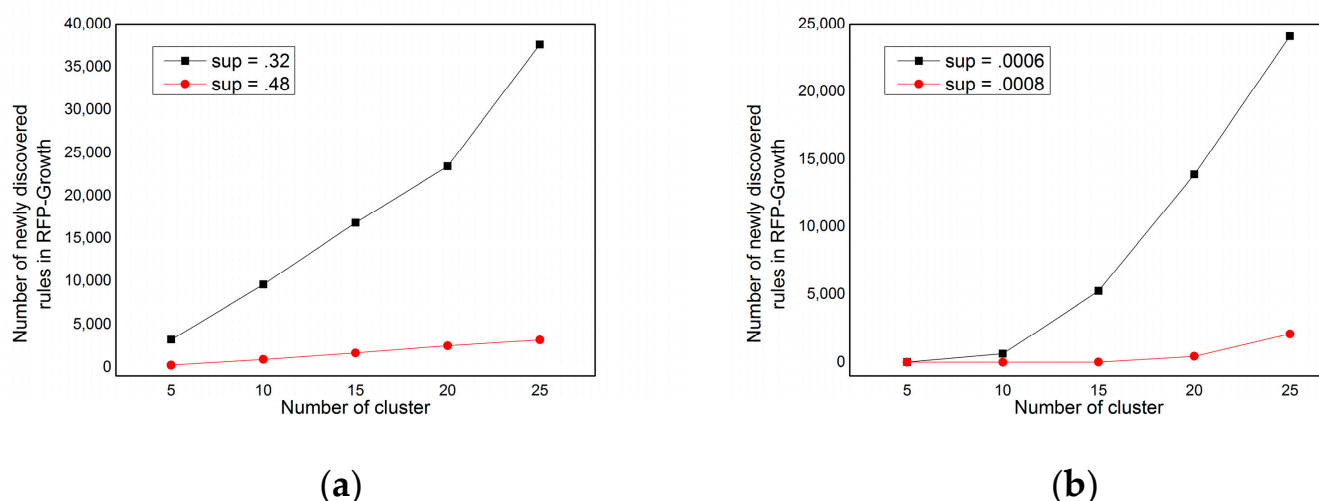 40,000
35,000
30,000
25,000
20,000
15,000
10,000
5,000
0
Number of newly discovered
rules in RFP-Growth
sup = .32
sup = .48
5 10 15 20 25
Number of cluster
(a)
25,000
20,000
15,000
10,000
5,000
0
Number of newly discovered
rules in RFP-Growth
sup = .0006
sup = .0008
5 10 15 20 25
Number of cluster
(b)